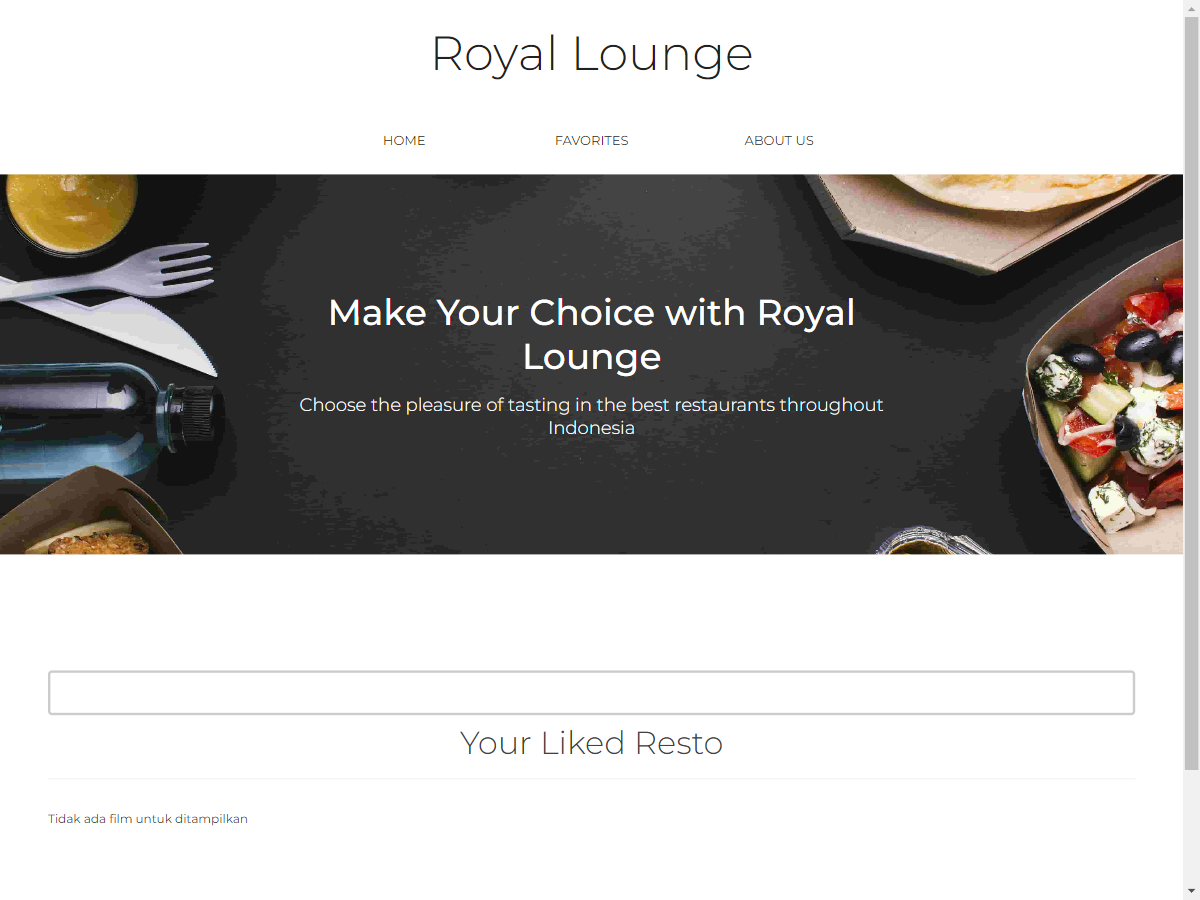 Royal Lounge
HOME
FAVORITES
ABOUT US
Make Your Choice with Royal
Lounge
Choose the pleasure of tasting in the best restaurants throughout
Indonesia
Your Liked Resto
Tidak ada film untuk ditampilkan